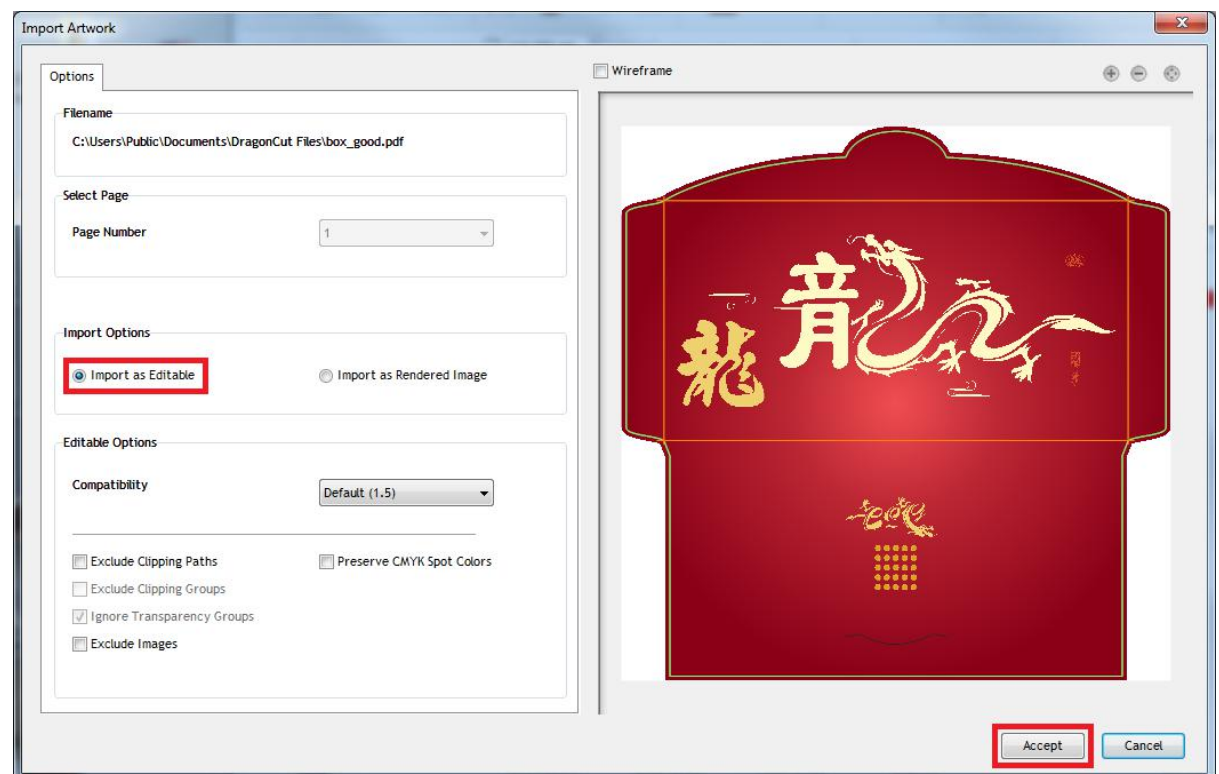 Import Artwork
Options
Filename
C:\Users\Public\Documents\DragonCut Files\box_good.pdf
Select Page
Page Number
1
Import Options
Import as Editable
Import as Rendered Image
Editable Options
Compatibility
Default (1.5)
Exclude Clipping Paths
Preserve CMYK Spot Colors
Exclude Clipping Groups
Ignore Transparency Groups
Exclude Images
Wireframe
龍
龍
Accept
Cancel